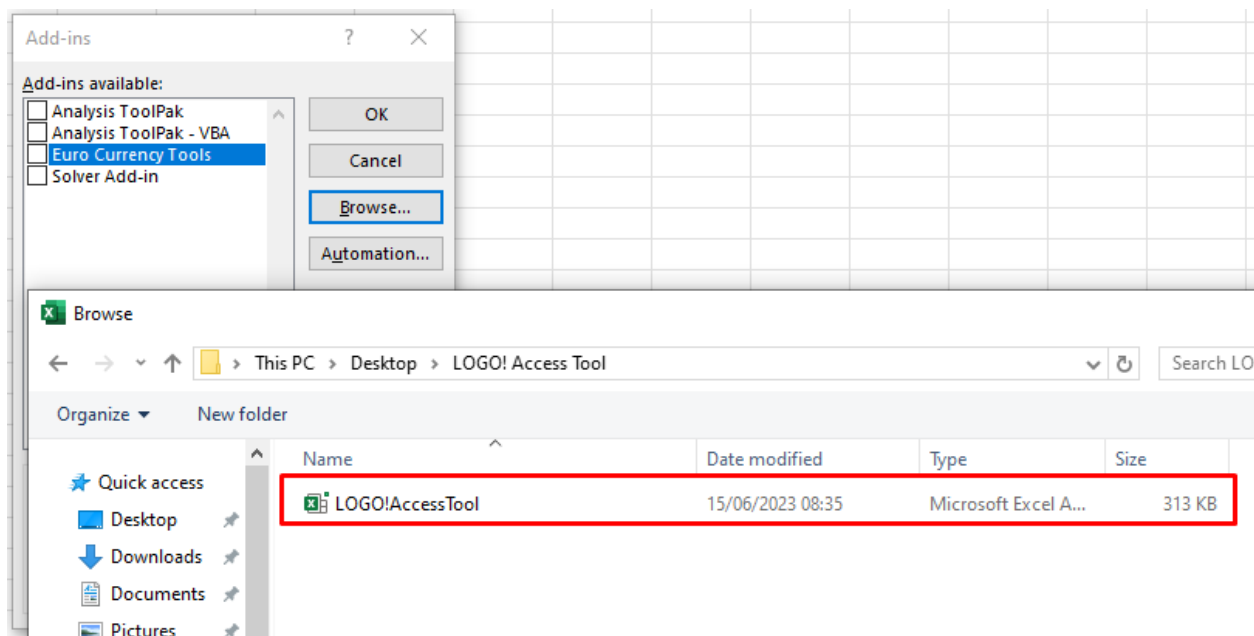 Add-ins ?
Add-ins available:
Analysis ToolPak
Analysis ToolPak - VBA
Euro Currency Tools
Solver Add-in
OK
Cancel
Browse...
Automation...
Browse
This PC > Desktop > LOGO! Access Tool
Search LO
Organize
New folder
Name Date modified Type Size
Quick access
Desktop
Downloads
Documents
Pictures
LOGO!AccessTool 15/06/2023 08:35 Microsoft Excel A... 313 KB